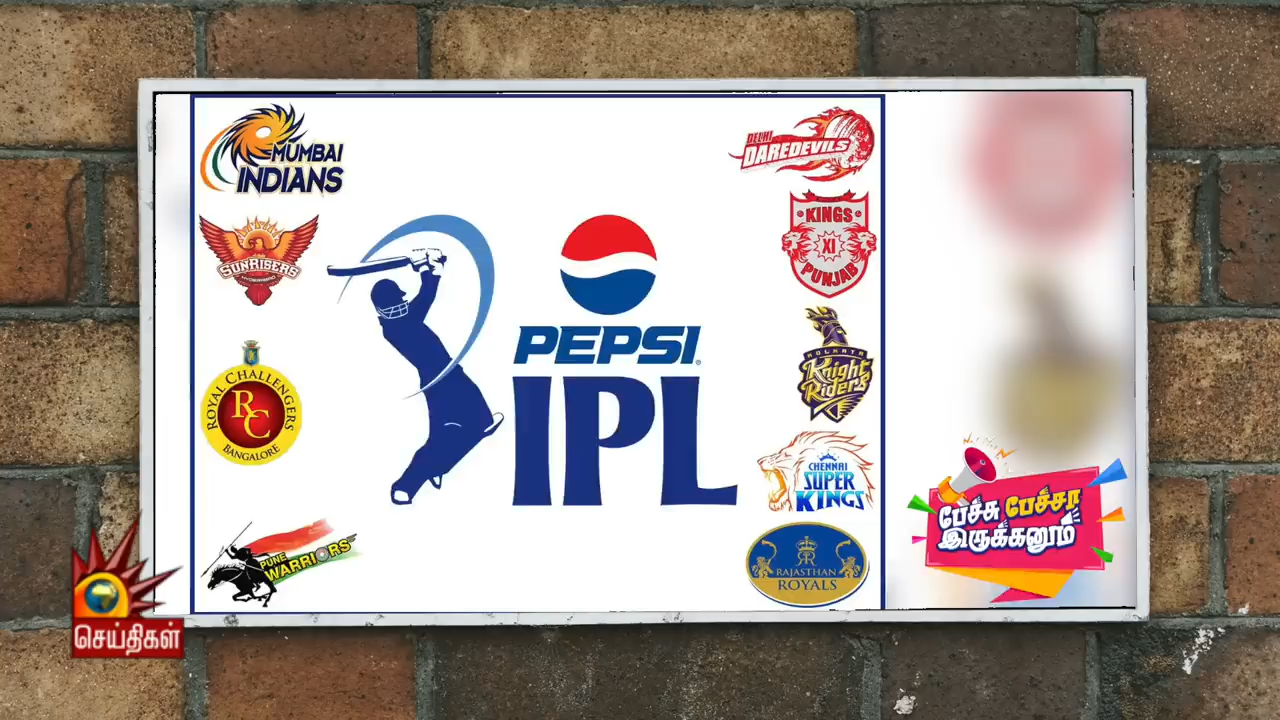 MUMBAI
INDIANS
SUNRISERS
ROYAL CHALLENGERS
RC
BANGALORE
PUNE
WARRIORS
PEPSI
IPL
DELHI
DAREDEVILS
KINGS
XI
PUNJAB
KOLKATA
Knight
Riders
CHENNAI
SUPER
KINGS
RR
RAJASTHAN
ROYALS
பேச்சு பேச்சா
இருக்கனும்
செய்திகள்